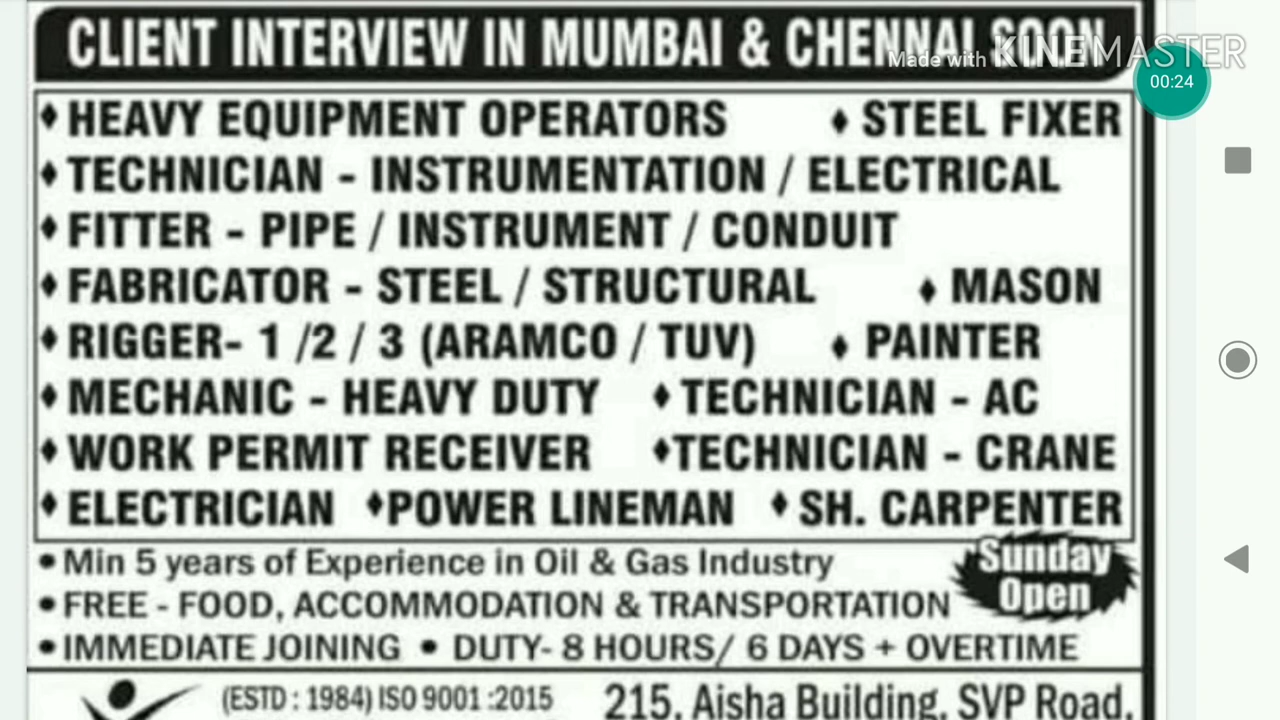 CLIENT INTERVIEW IN MUMBAI & CHENNAI SOON
Made with KINEMASTER
00:24
♦ HEAVY EQUIPMENT OPERATORS ♦ STEEL FIXER
♦ TECHNICIAN - INSTRUMENTATION / ELECTRICAL
♦ FITTER - PIPE / INSTRUMENT / CONDUIT
♦ FABRICATOR - STEEL / STRUCTURAL ♦ MASON
♦ RIGGER- 1 /2 / 3 (ARAMCO / TUV) ♦ PAINTER
♦ MECHANIC - HEAVY DUTY ♦ TECHNICIAN - AC
♦ WORK PERMIT RECEIVER ♦TECHNICIAN - CRANE
♦ ELECTRICIAN ♦POWER LINEMAN ♦ SH. CARPENTER
• Min 5 years of Experience in Oil & Gas Industry
• FREE - FOOD, ACCOMMODATION & TRANSPORTATION
• IMMEDIATE JOINING • DUTY- 8 HOURS/ 6 DAYS + OVERTIME
Sunday
Open
(ESTD : 1984) ISO 9001 :2015
215, Aisha Building, SVP Road,